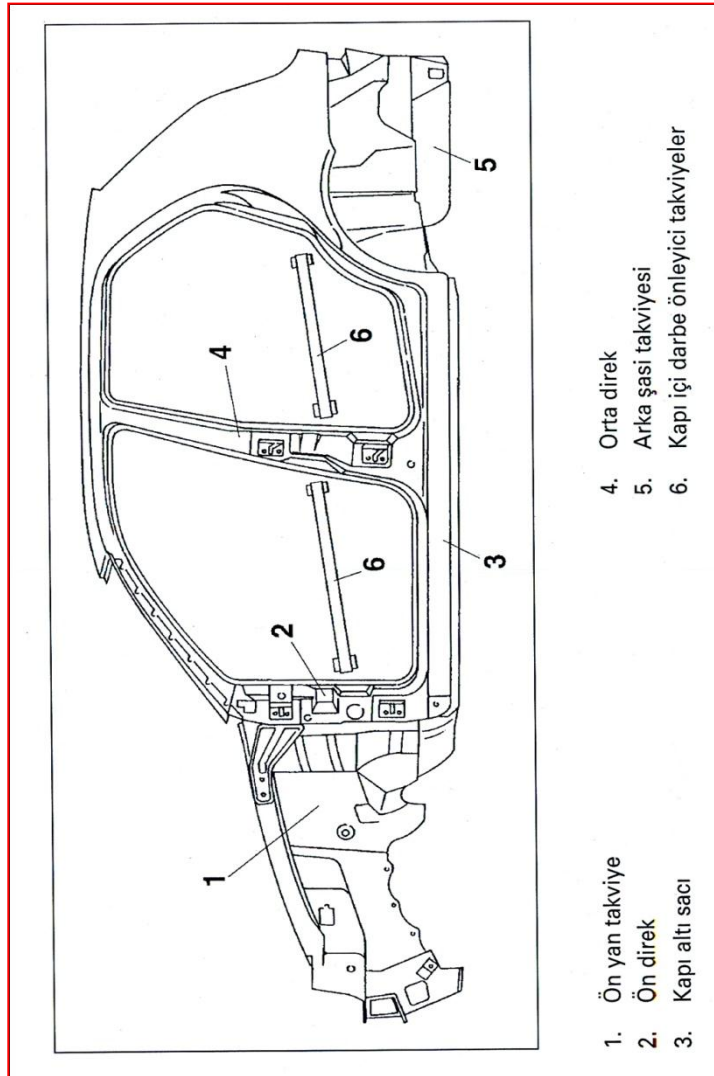 1
2
3
4
5
6
6
1. Ön yan takviye
2. Ön direk
3. Kapı altı sacı
4. Orta direk
5. Arka şasi takviyesi
6. Kapı içi darbe önleyici takviyeler